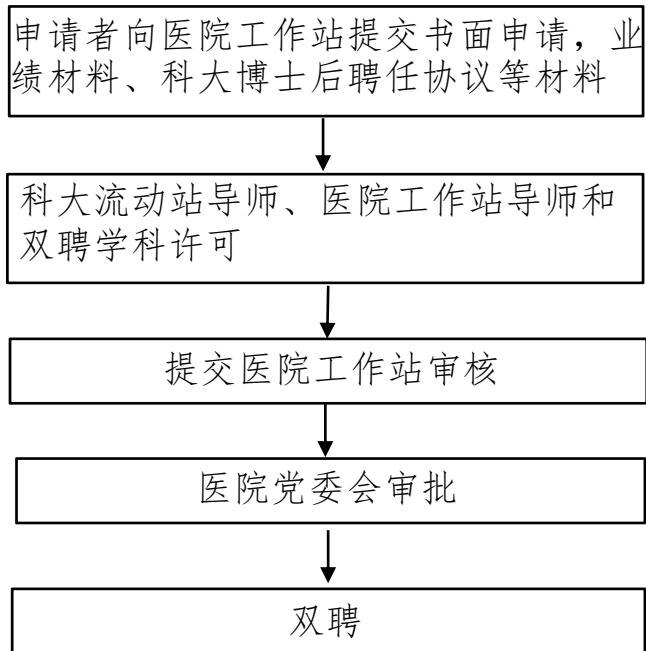 申请者向医院工作站提交书面申请，业
绩材料、科大博士后聘任协议等材料
科大流动站导师、医院工作站导师和
双聘学科许可
提交医院工作站审核
医院党委会审批
双聘